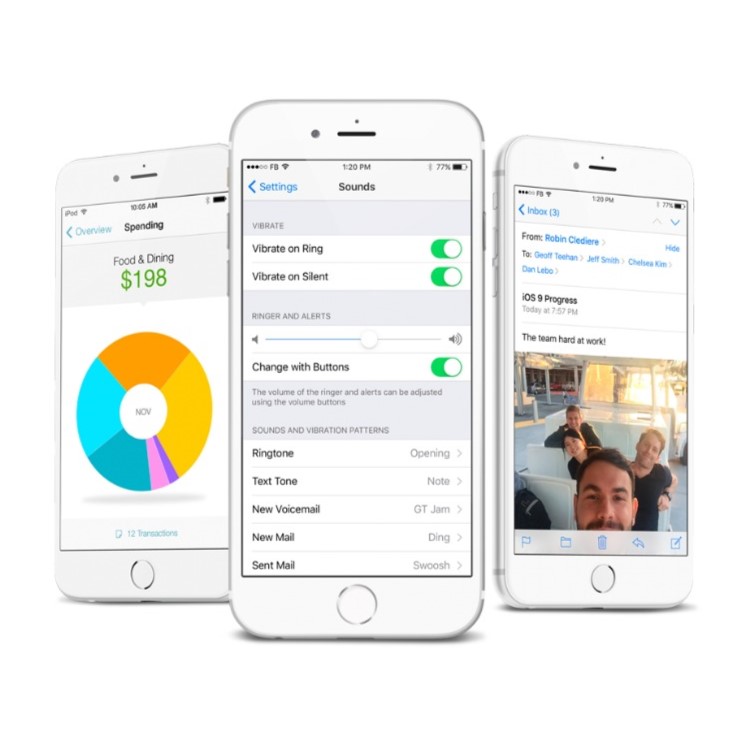 iPod
10:05 AM
Overview
Spending
Food & Dining
$198
NOV
12 Transactions
FB
1:20 PM
77%
Settings
Sounds
VIBRATE
Vibrate on Ring
Vibrate on Silent
RINGER AND ALERTS
Change with Buttons
The volume of the ringer and alerts can be adjusted
using the volume buttons
SOUNDS AND VIBRATION PATTERNS
Ringtone Opening
Text Tone Note
New Voicemail GT Jam
New Mail Ding
Sent Mail Swoosh
FB
1:20 PM
77%
Inbox (3)
From: Robin Clediere
Hide
To: Geoff Teehan Jeff Smith Chelsea Kim
Dan Lebo
iOS 9 Progress
Today at 7:57 PM
The team hard at work!